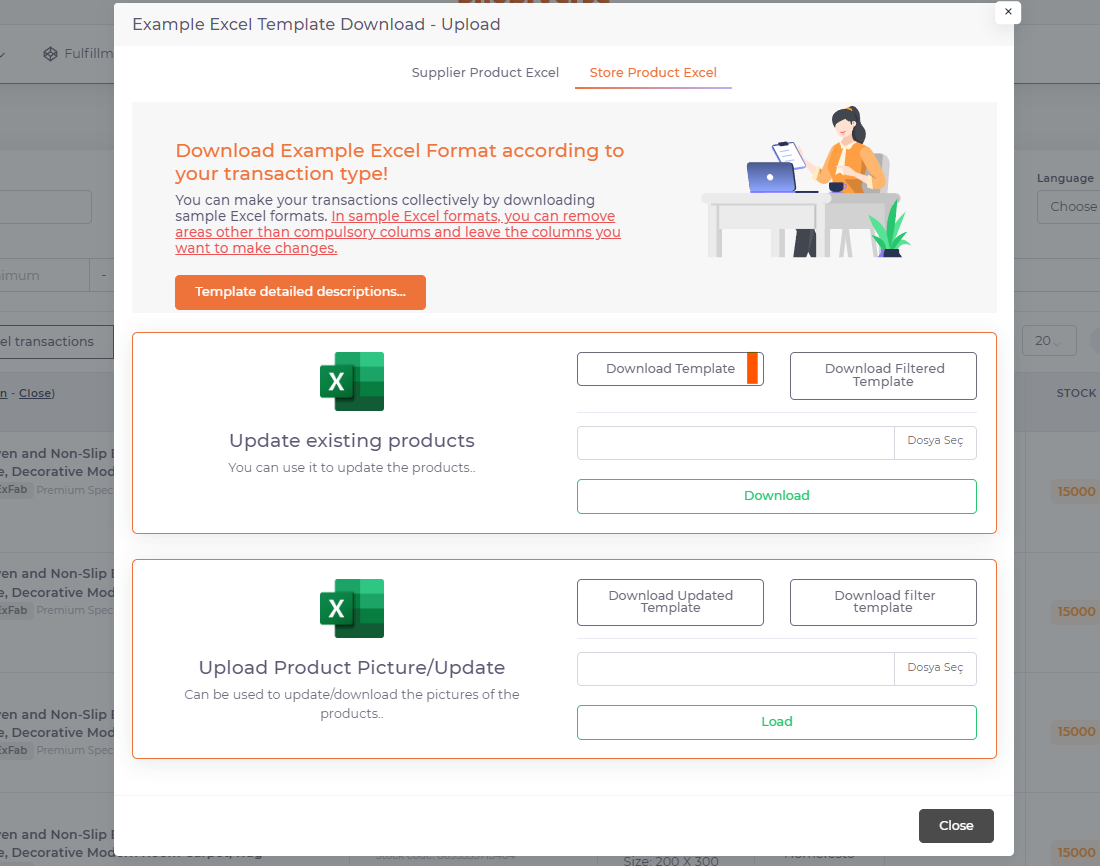 Example Excel Template Download - Upload
×
Fulfillm
Supplier Product Excel
Store Product Excel
Download Example Excel Format according to
your transaction type!
You can make your transactions collectively by downloading
sample Excel formats. In sample Excel formats, you can remove
areas other than compulsory colums and leave the columns you
want to make changes.
Template detailed descriptions...
Language
Choose
nimum
-
el transactions
20
n - Close)
STOCK
X
Update existing products
You can use it to update the products..
Download Template
Download Filtered
Template
Dosya Seç
Download
ven and Non-Slip B
e, Decorative Mod
ExFab Premium Spec
15000
X
Upload Product Picture/Update
Can be used to update/download the pictures of the
products..
Download Updated
Template
Download filter
template
Dosya Seç
Load
ven and Non-Slip B
e, Decorative Mod
ExFab Premium Spec
15000
ven and Non-Slip B
e, Decorative Mod
ExFab Premium Spec
15000
Close
ven and Non-Slip B
e, Decorative Mod
15000
Size: 200 X 300